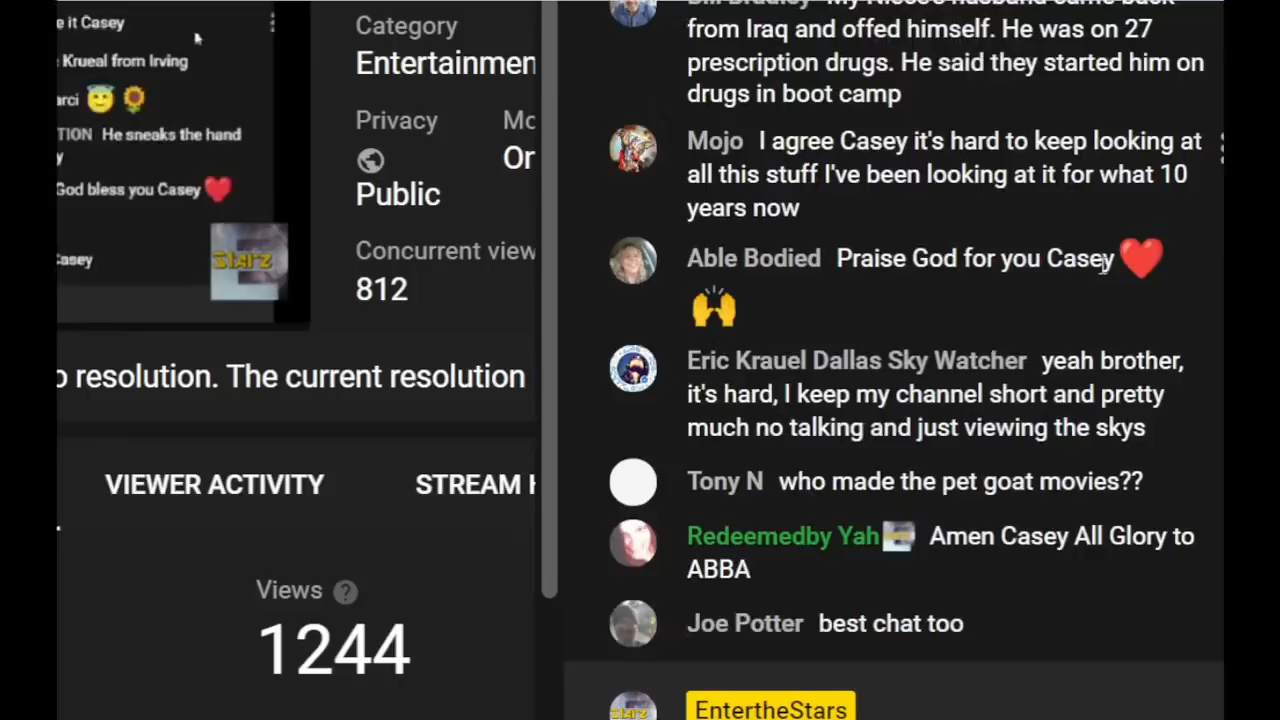 e it Casey
Krueal from Irving
arci 😇 🌻
TION He sneaks the hand
y
God bless you Casey ❤️
Casey
STARZ
Category
Entertainmen
Privacy
Mo
Or
Public
Concurrent view
812
o resolution. The current resolution
VIEWER ACTIVITY
STREAM H
Views ?
1244
from Iraq and offed himself. He was on 27
prescription drugs. He said they started him on
drugs in boot camp
Mojo I agree Casey it's hard to keep looking at
all this stuff I've been looking at it for what 10
years now
Able Bodied Praise God for you Casey ❤️
🙌
Eric Krauel Dallas Sky Watcher yeah brother,
it's hard, I keep my channel short and pretty
much no talking and just viewing the skys
Tony N who made the pet goat movies??
Redeemedby Yah Amen Casey All Glory to
ABBA
Joe Potter best chat too
EntertheStars